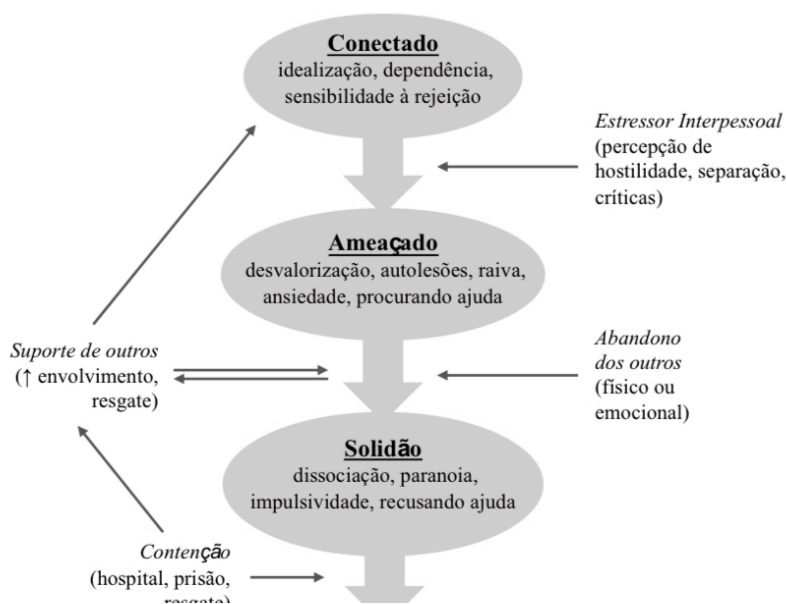 Conectado
idealização, dependência,
sensibilidade à rejeição
Estressor Interpessoal
(percepção de
hostilidade, separação,
críticas)
Ameaçado
desvalorização, autolesões, raiva,
ansiedade, procurando ajuda
Suporte de outros
(↑ envolvimento,
resgate)
Abandono
dos outros
(físico ou
emocional)
Solidão
dissociação, paranoia,
impulsividade, recusando ajuda
Contenção
(hospital, prisão,
resgate)